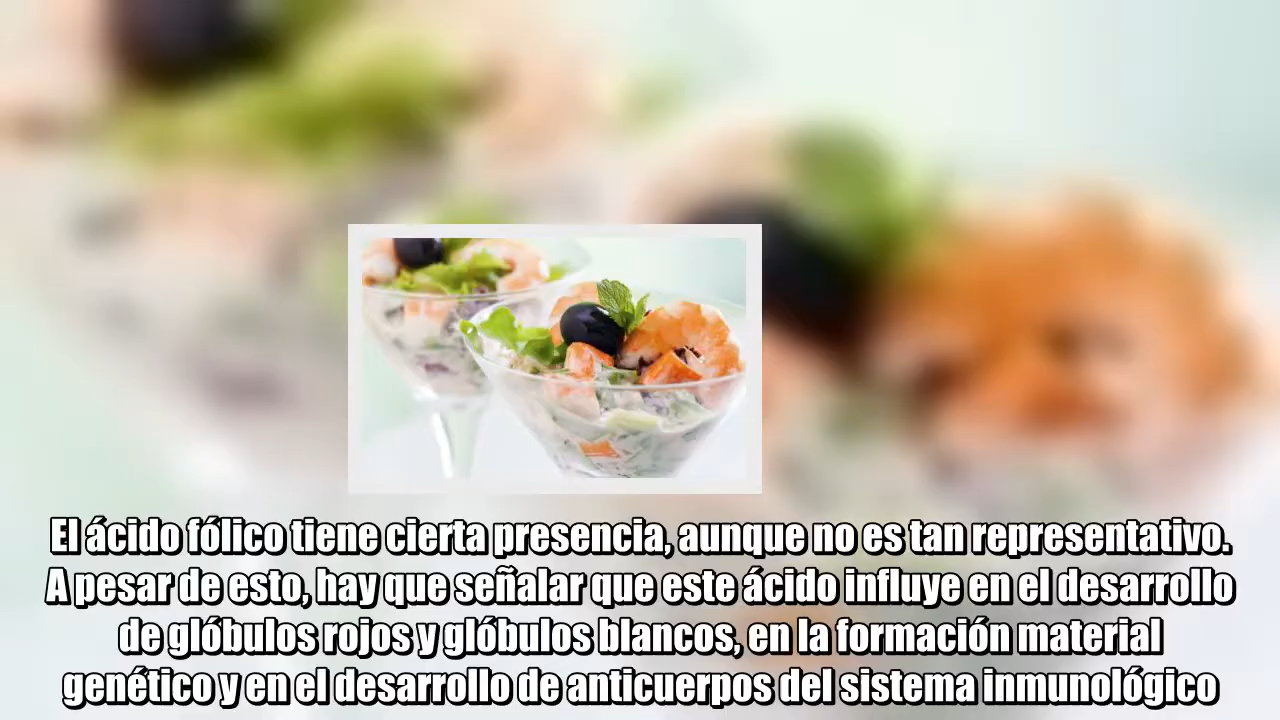 El ácido fólico tiene cierta presencia, aunque no es tan representativo.
A pesar de esto, hay que señalar que este ácido influye en el desarrollo
de glóbulos rojos y glóbulos blancos, en la formación material
genético y en el desarrollo de anticuerpos del sistema inmunológico